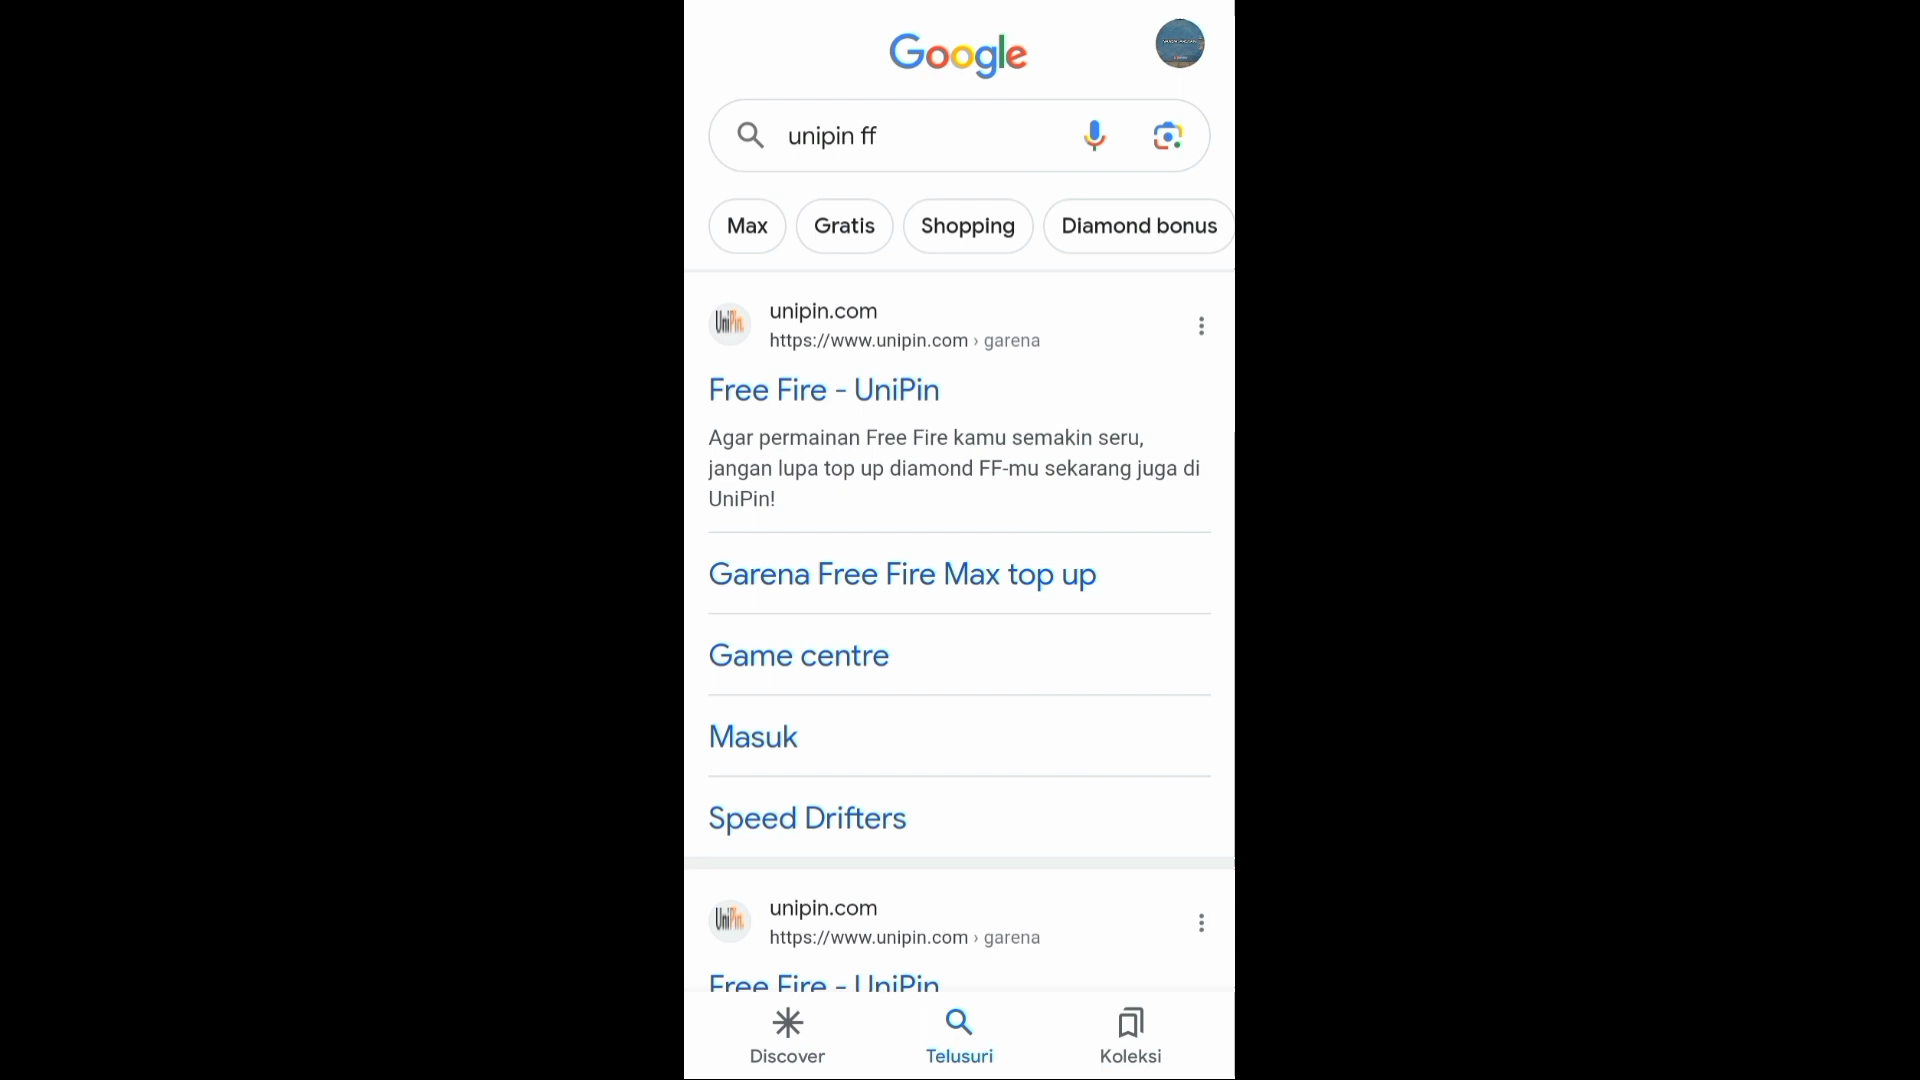 Google
unipin ff
Max
Gratis
Shopping
Diamond bonus
UniPin
unipin.com
https://www.unipin.com › garena
Free Fire - UniPin
Agar permainan Free Fire kamu semakin seru,
jangan lupa top up diamond FF-mu sekarang juga di
UniPin!
Garena Free Fire Max top up
Game centre
Masuk
Speed Drifters
UniPin
unipin.com
https://www.unipin.com › garena
Free Fire - UniPin
Discover
Telusuri
Koleksi